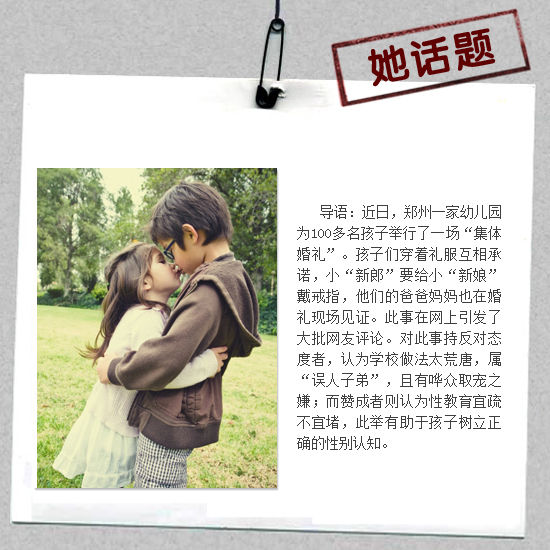 她话题
导语：近日，郑州一家幼儿园
为100多名孩子举行了一场“集体
婚礼”。孩子们穿着礼服互相承
诺，小“新郎”要给小“新娘”
戴戒指，他们的爸爸妈妈也在婚
礼现场见证。此事在网上引发了
大批网友评论。对此事持反对态
度者，认为学校做法太荒唐，属
“误人子弟”，且有哗众取宠之
嫌；而赞成者则认为性教育宜疏
不宜堵，此举有助于孩子树立正
确的性别认知。